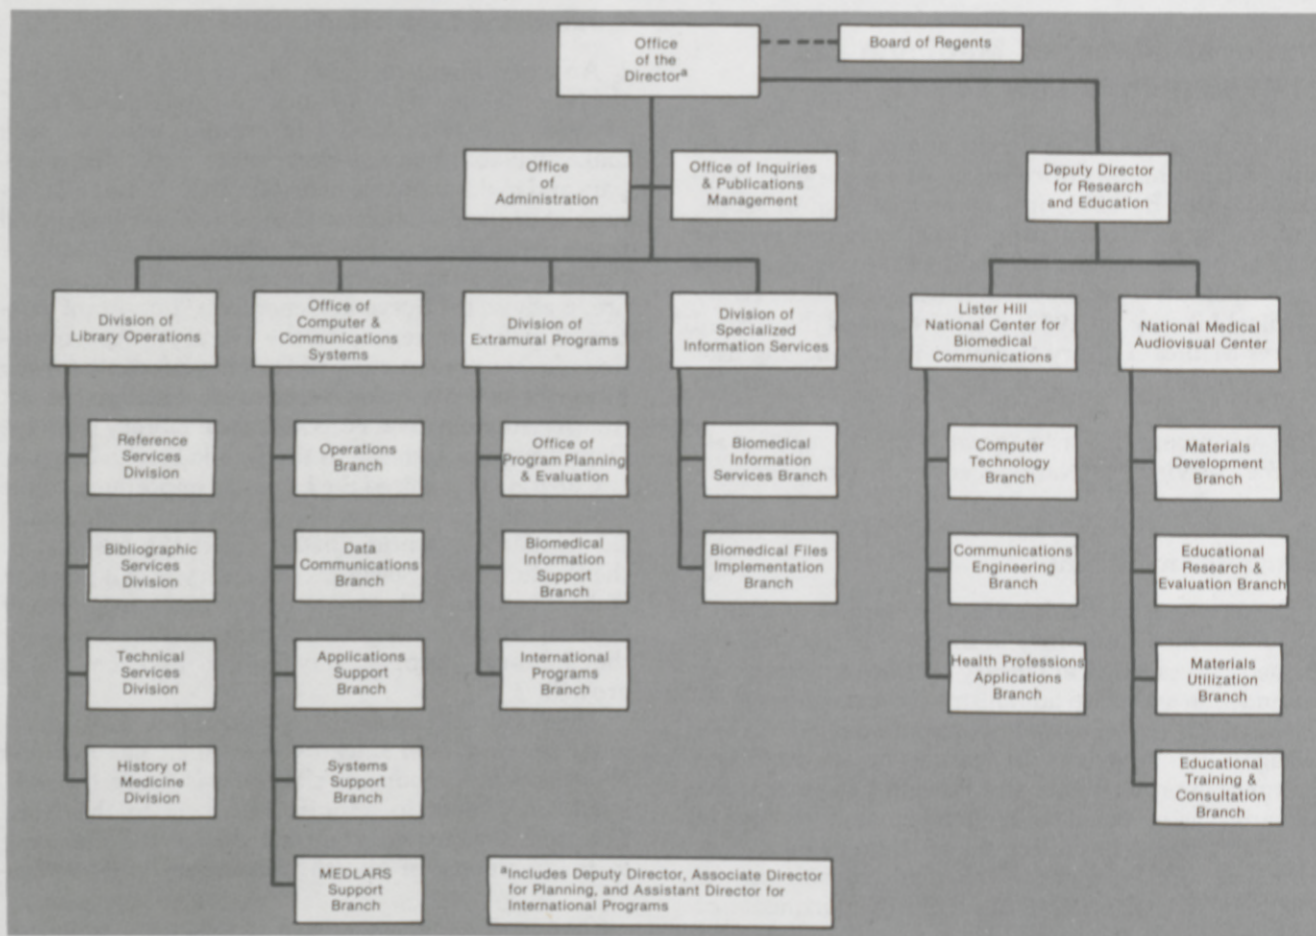 Office
of the
Directorᵃ
Board of Regents
Office
of
Administration
Office of Inquiries
& Publications
Management
Deputy Director
for Research
and Education
Division of
Library Operations
Office of
Computer &
Communications
Systems
Division of
Extramural Programs
Division of
Specialized
Information Services
Lister Hill
National Center for
Biomedical
Communications
National Medical
Audiovisual Center
Reference
Services
Division
Bibliographic
Services
Division
Technical
Services
Division
History of
Medicine
Division
Operations
Branch
Data
Communications
Branch
Applications
Support
Branch
Systems
Support
Branch
MEDLARS
Support
Branch
Office of
Program Planning
& Evaluation
Biomedical
Information
Support
Branch
International
Programs
Branch
Biomedical
Information
Services Branch
Biomedical Files
Implementation
Branch
Computer
Technology
Branch
Communications
Engineering
Branch
Health Professions
Applications
Branch
Materials
Development
Branch
Educational
Research &
Evaluation Branch
Materials
Utilization
Branch
Educational
Training &
Consultation
Branch
ᵃIncludes Deputy Director, Associate Director
for Planning, and Assistant Director for
International Programs